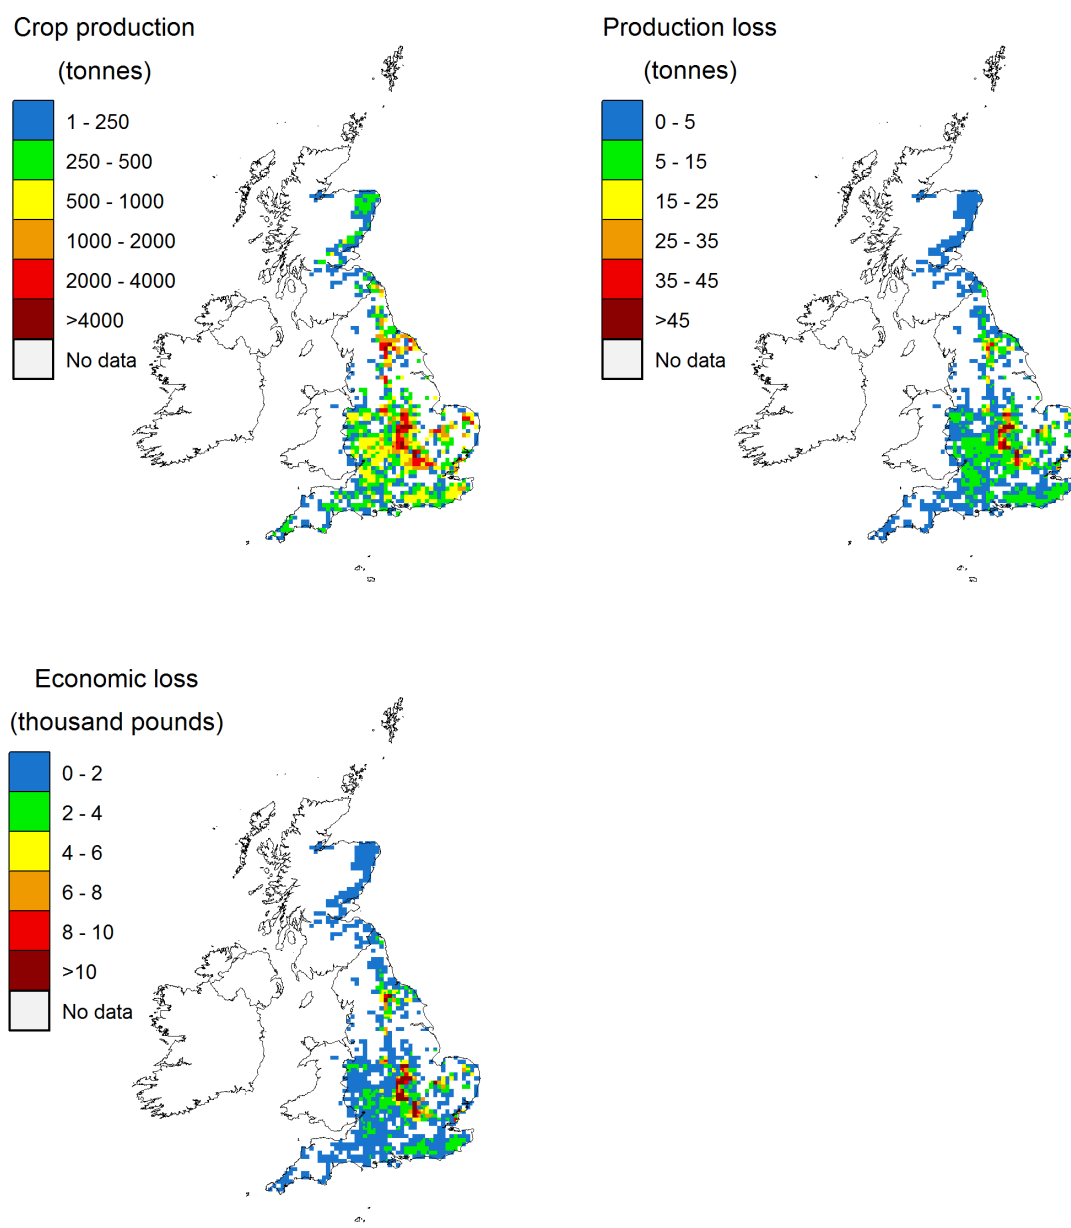 Crop production
(tonnes)
1 - 250
250 - 500
500 - 1000
1000 - 2000
2000 - 4000
>4000
No data
Production loss
(tonnes)
0 - 5
5 - 15
15 - 25
25 - 35
35 - 45
>45
No data
Economic loss
(thousand pounds)
0 - 2
2 - 4
4 - 6
6 - 8
8 - 10
>10
No data